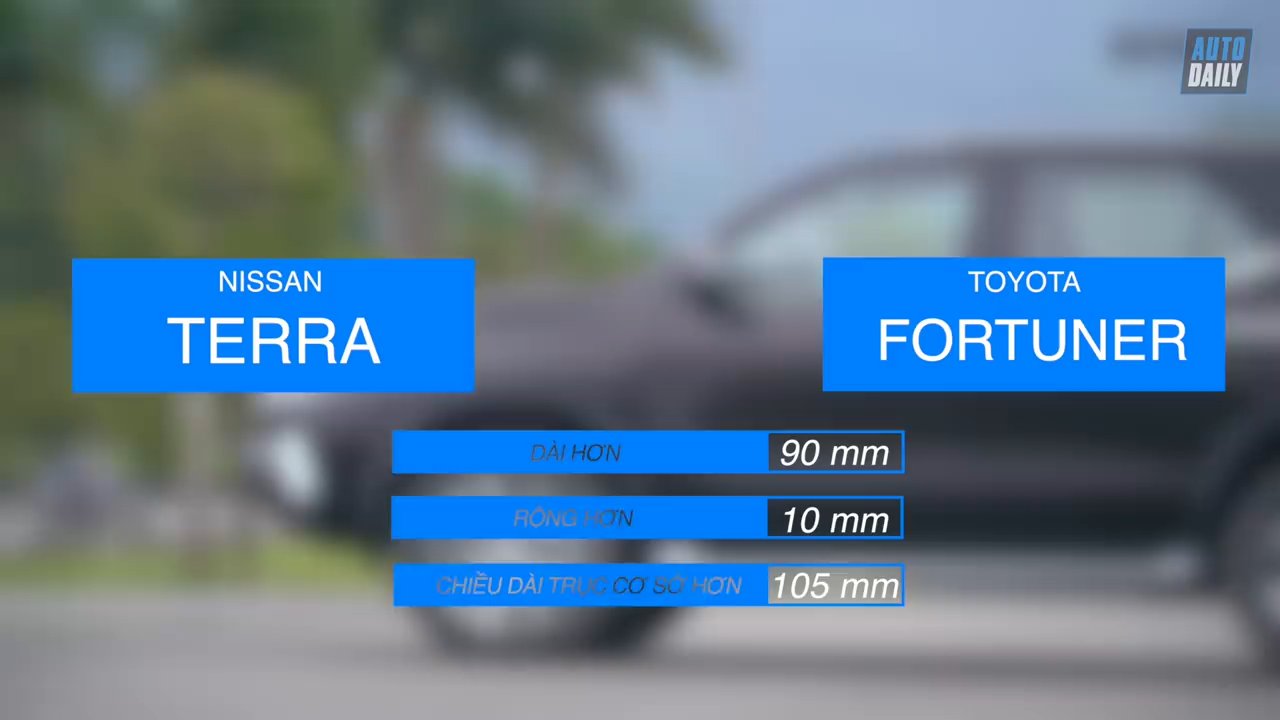 AUTO
DAILY
NISSAN
TERRA
TOYOTA
FORTUNER
DÀI HƠN
90 mm
RỘNG HƠN
10 mm
CHIỀU DÀI TRỤC CƠ SỞ HƠN
105 mm